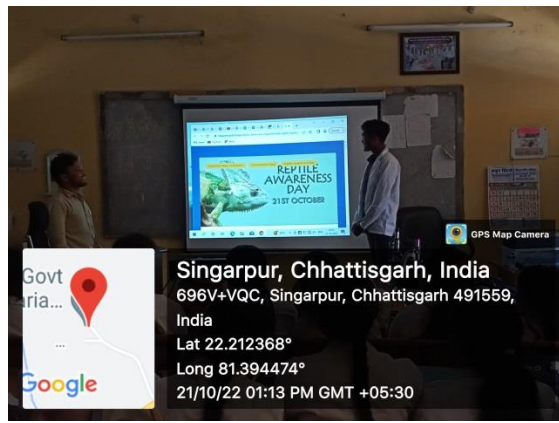 REPTILE
AWARENESS
DAY
21ST OCTOBER
GPS Map Camera
Govt
ria...
...
Google
Singarpur, Chhattisgarh, India
696V+VQC, Singarpur, Chhattisgarh 491559,
India
Lat 22.212368°
Long 81.394474°
21/10/22 01:13 PM GMT +05:30